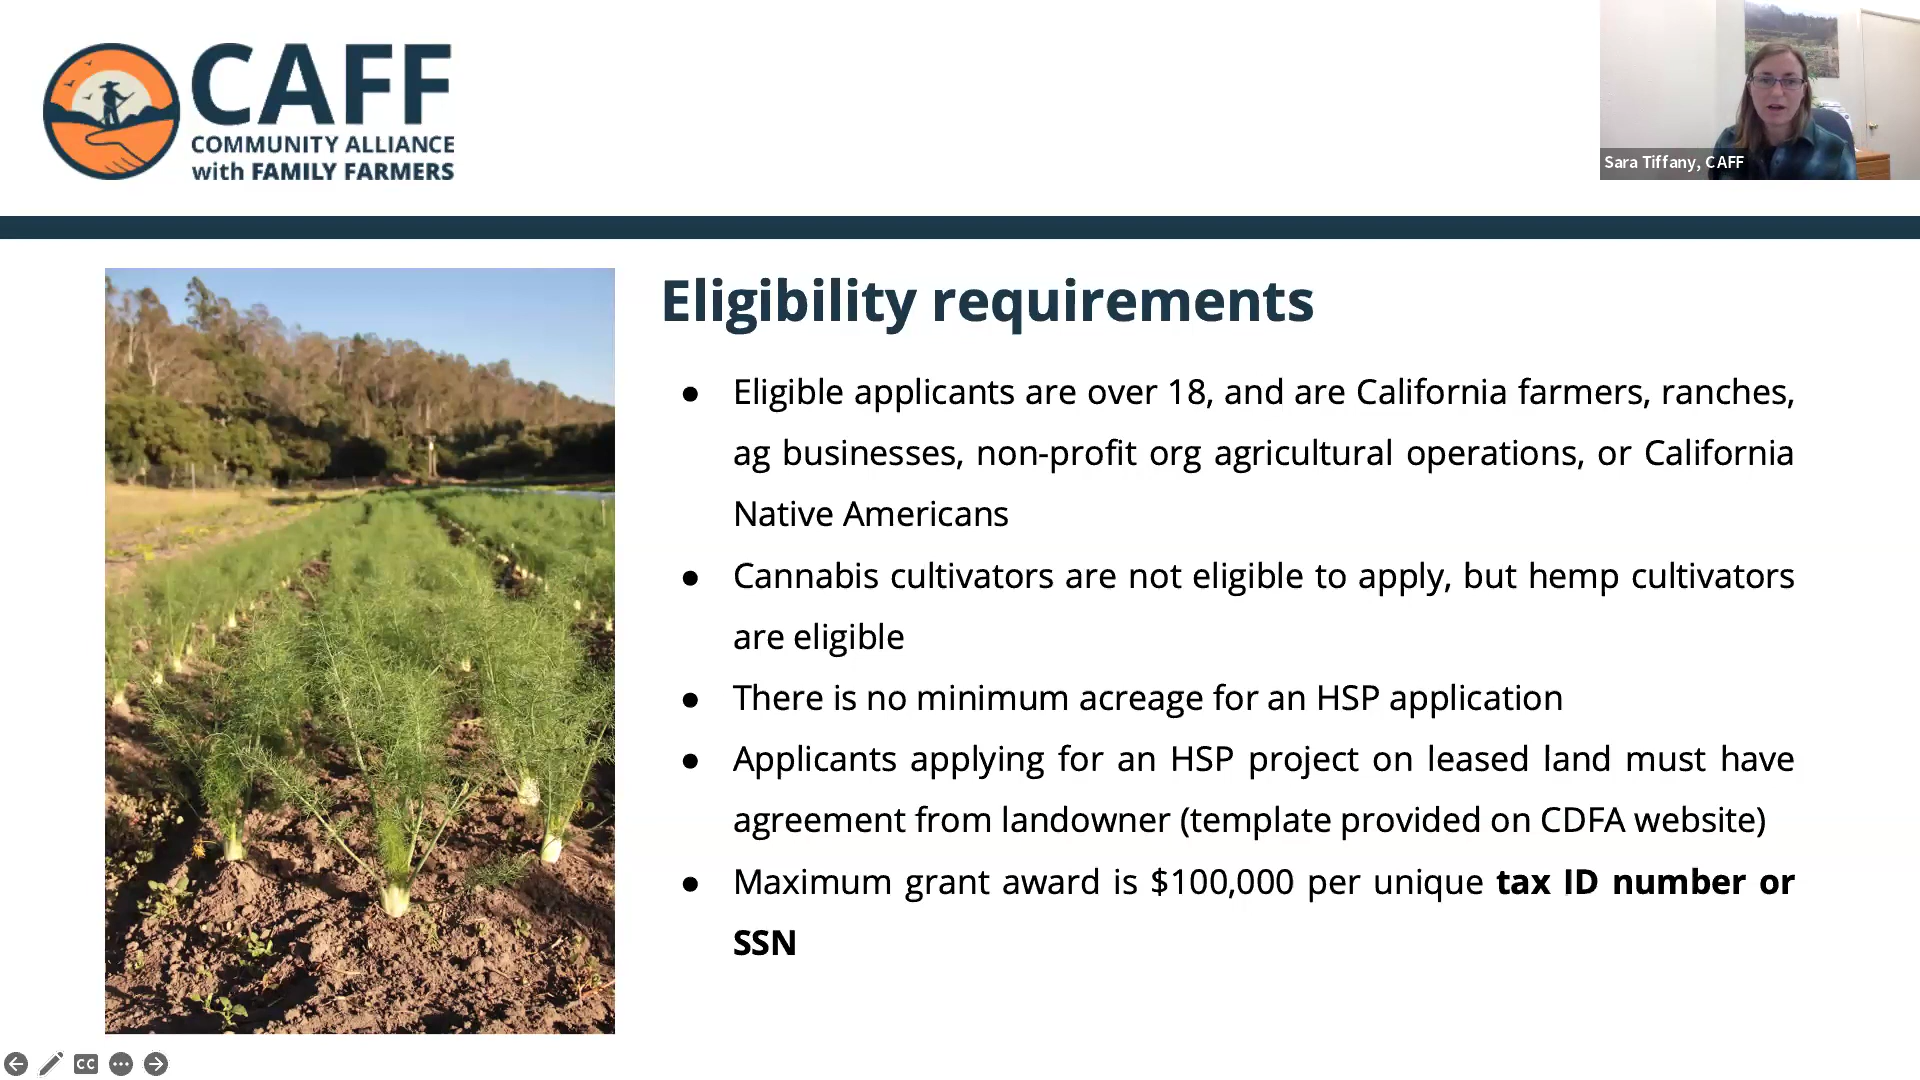 CAFF
COMMUNITY ALLIANCE
with FAMILY FARMERS
Sara Tiffany, CAFF
Eligibility requirements
● Eligible applicants are over 18, and are California farmers, ranches,
ag businesses, non-profit org agricultural operations, or California
Native Americans
● Cannabis cultivators are not eligible to apply, but hemp cultivators
are eligible
● There is no minimum acreage for an HSP application
● Applicants applying for an HSP project on leased land must have
agreement from landowner (template provided on CDFA website)
● Maximum grant award is $100,000 per unique tax ID number or
SSN
CC